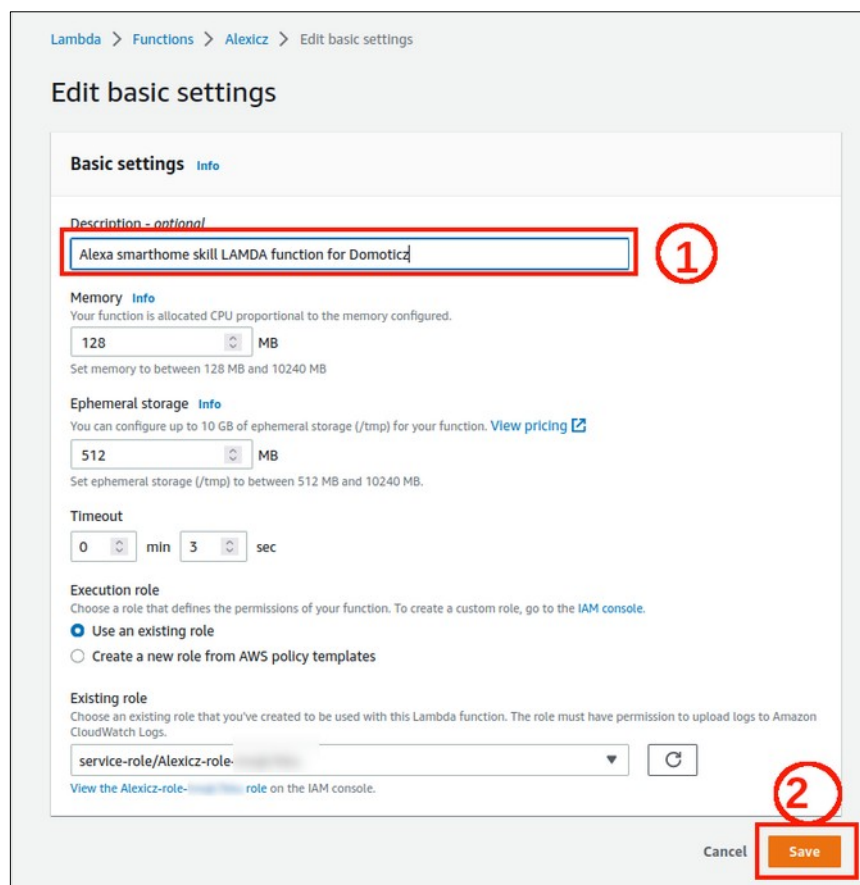 Lambda > Functions > Alexicz > Edit basic settings
Edit basic settings
Basic settings Info
Description - optional
Alexa smarthome skill LAMDA function for Domoticz
1
Memory Info
Your function is allocated CPU proportional to the memory configured.
128 MB
Set memory to between 128 MB and 10240 MB
Ephemeral storage Info
You can configure up to 10 GB of ephemeral storage (/tmp) for your function. View pricing
512 MB
Set ephemeral storage (/tmp) to between 512 MB and 10240 MB.
Timeout
0 min 3 sec
Execution role
Choose a role that defines the permissions of your function. To create a custom role, go to the IAM console.
Use an existing role
Create a new role from AWS policy templates
Existing role
Choose an existing role that you've created to be used with this Lambda function. The role must have permission to upload logs to Amazon
CloudWatch Logs.
service-role/Alexicz-role-
View the Alexicz-role- role on the IAM console.
2
Cancel Save